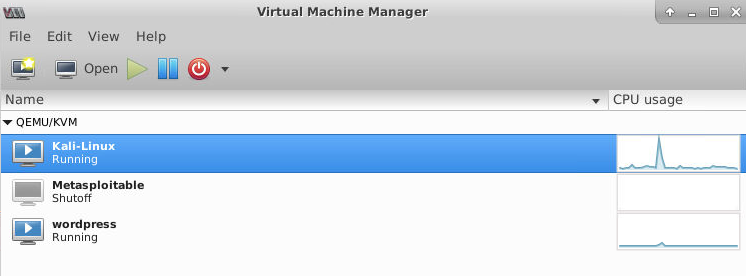 Virtual Machine Manager
File Edit View Help
Open
Name CPU usage
QEMU/KVM
Kali-Linux
Running
Metasploitable
Shutoff
wordpress
Running